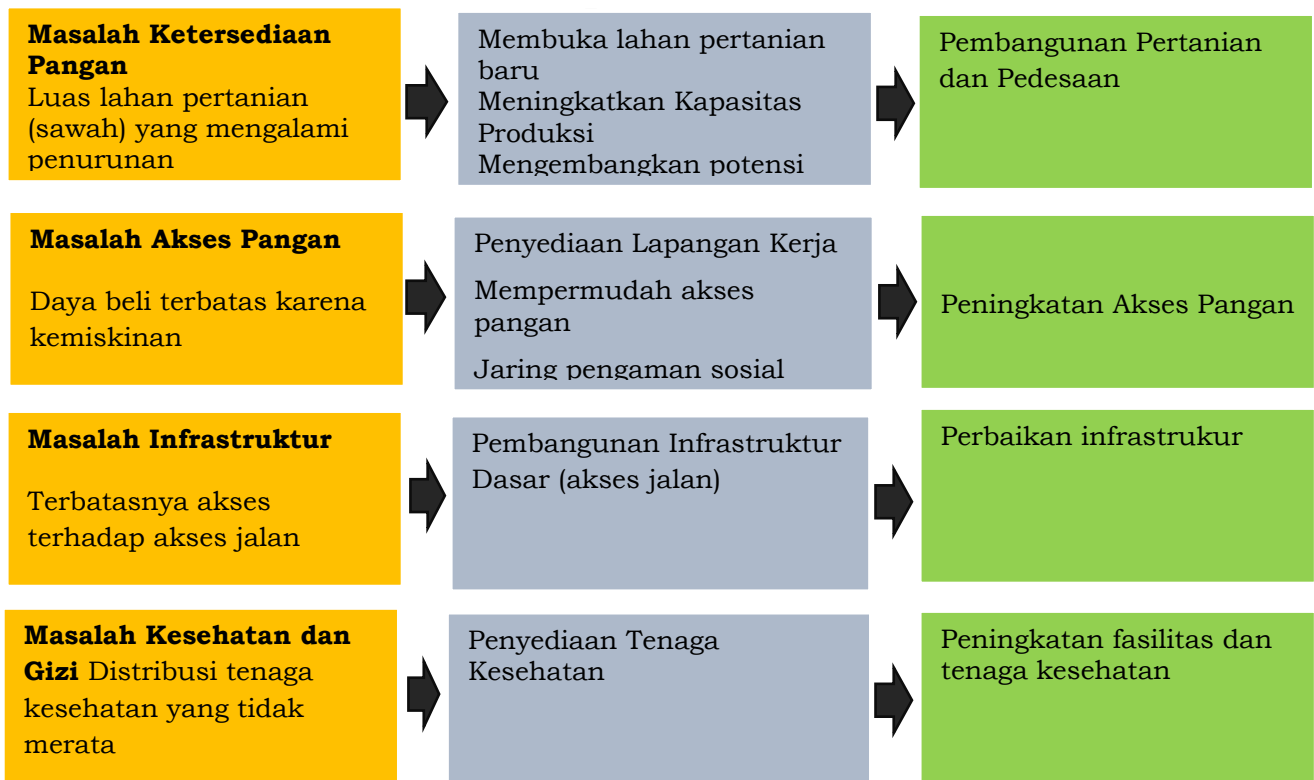 Masalah Ketersediaan
Pangan
Luas lahan pertanian
(sawah) yang mengalami
penurunan
Membuka lahan pertanian
baru
Meningkatkan Kapasitas
Produksi
Mengembangkan potensi
Pembangunan Pertanian
dan Pedesaan
Masalah Akses Pangan
Daya beli terbatas karena
kemiskinan
Penyediaan Lapangan Kerja
Mempermudah akses
pangan
Jaring pengaman sosial
Peningkatan Akses Pangan
Masalah Infrastruktur
Terbatasnya akses
terhadap akses jalan
Pembangunan Infrastruktur
Dasar (akses jalan)
Perbaikan infrastrukur
Masalah Kesehatan dan
Gizi Distribusi tenaga
kesehatan yang tidak
merata
Penyediaan Tenaga
Kesehatan
Peningkatan fasilitas dan
tenaga kesehatan